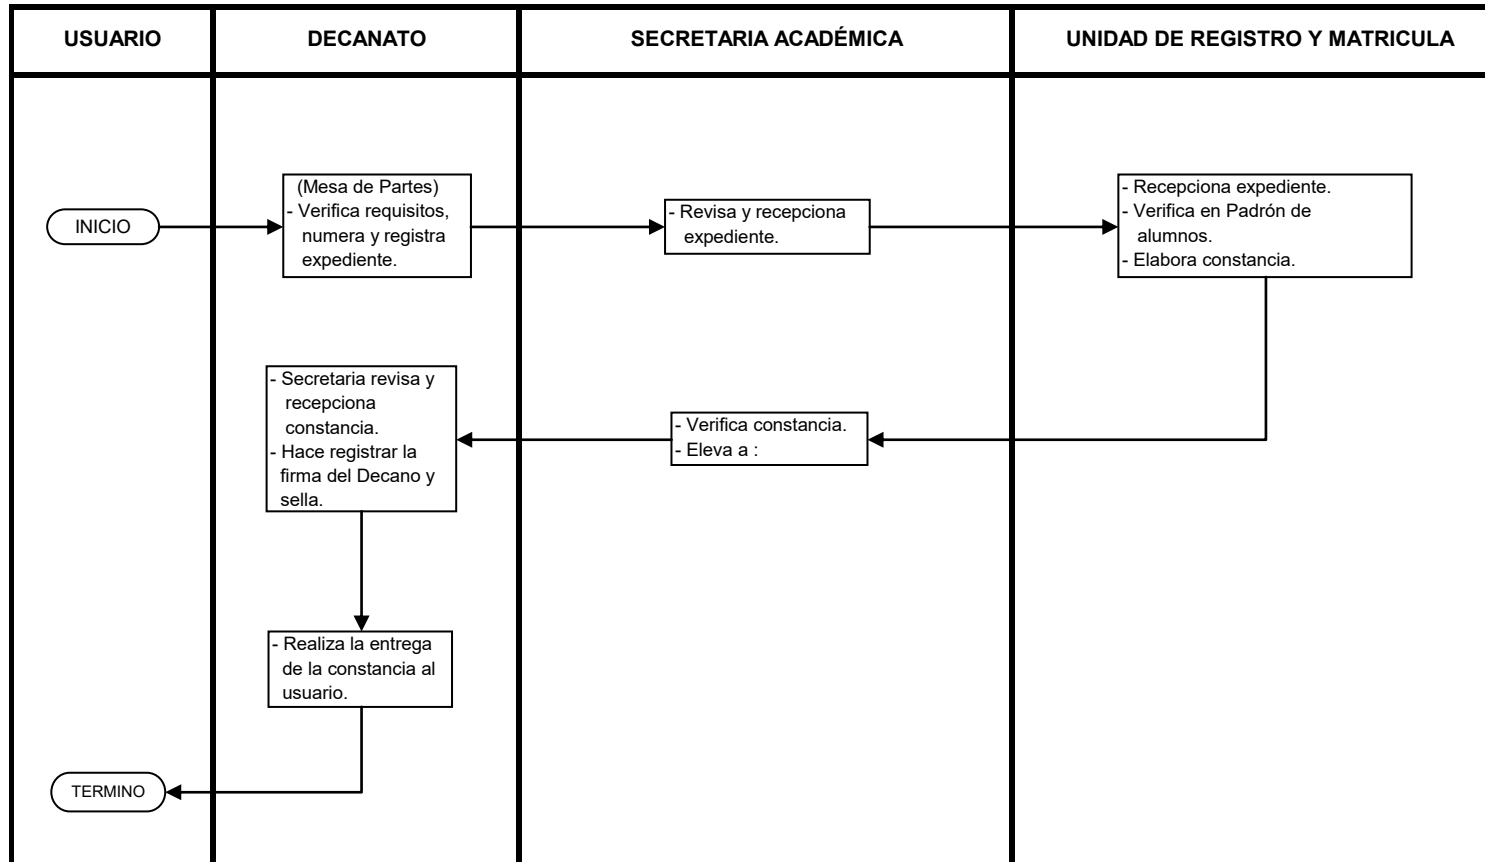 USUARIO
DECANATO
SECRETARIA ACADÉMICA
UNIDAD DE REGISTRO Y MATRICULA
INICIO
(Mesa de Partes)
- Verifica requisitos,
numera y registra
expediente.
- Revisa y recepciona
expediente.
- Recepciona expediente.
- Verifica en Padrón de
alumnos.
- Elabora constancia.
- Secretaria revisa y
recepciona
constancia.
- Hace registrar la
firma del Decano y
sella.
- Verifica constancia.
- Eleva a :
- Realiza la entrega
de la constancia al
usuario.
TERMINO